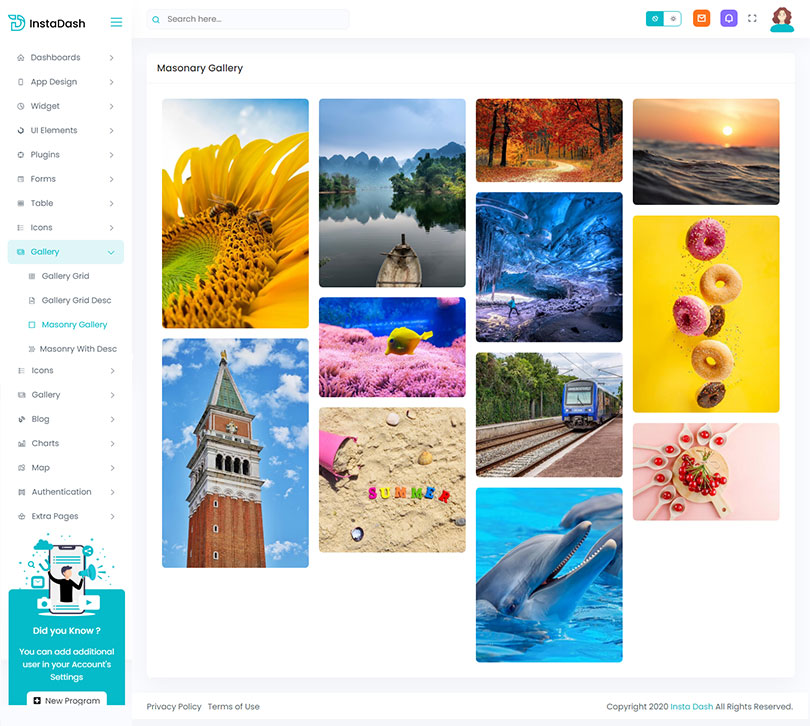 InstaDash
Search here...
Dashboards
App Design
Widget
UI Elements
Plugins
Forms
Table
Icons
Gallery
Gallery Grid
Gallery Grid Desc
Masonry Gallery
Masonry With Desc
Icons
Gallery
Blog
Charts
Map
Authentication
Extra Pages
Did you Know ?
You can add additional
user in your Account's
Settings
New Program
Masonary Gallery
SUMMER
Privacy Policy Terms of Use
Copyright 2020 Insta Dash All Rights Reserved.